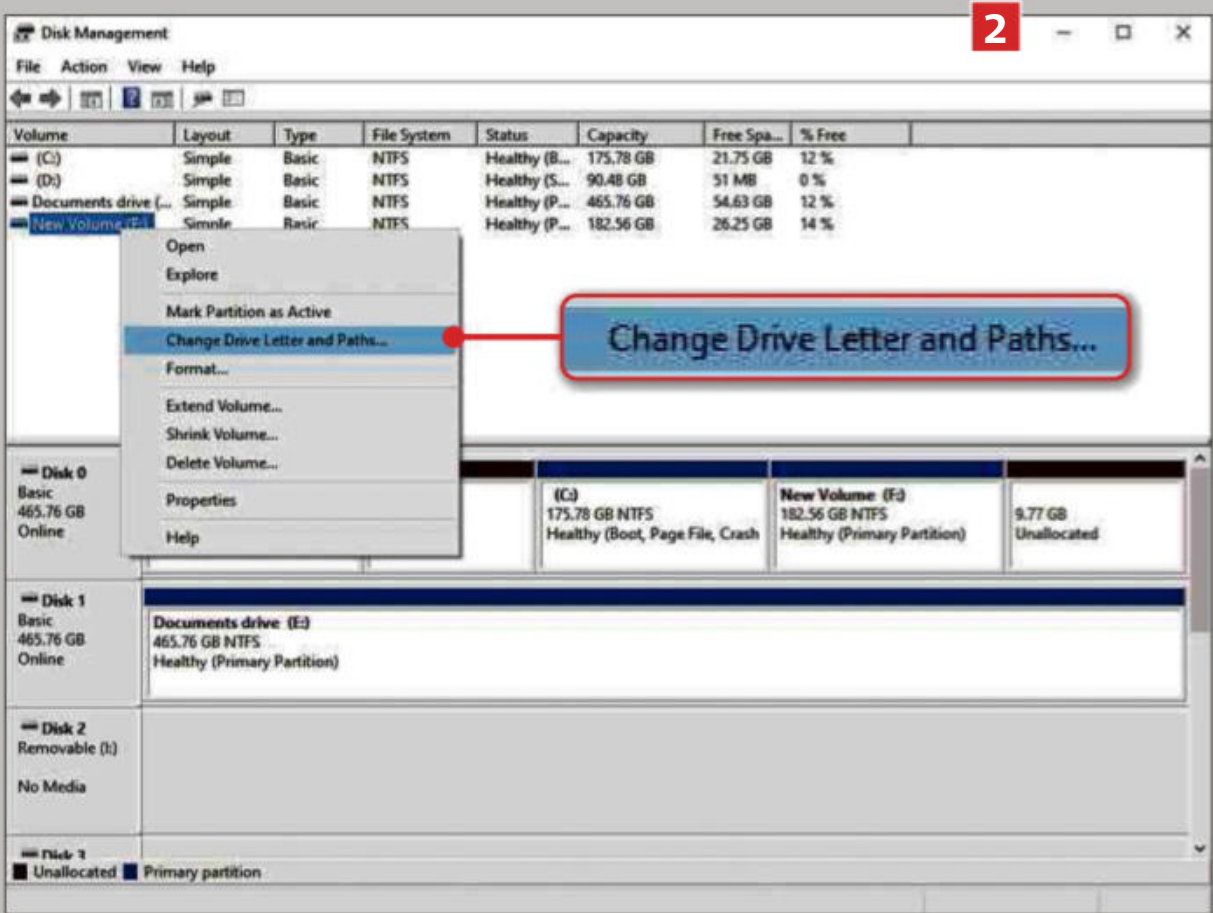 2
Disk Management
File Action View Help
Volume Layout Type File System Status Capacity Free Spa... % Free
(C:) Simple Basic NTFS Healthy (B... 175.78 GB 21.75 GB 12 %
(D:) Simple Basic NTFS Healthy (S... 90.48 GB 51 MB 0 %
Documents drive (... Simple Basic NTFS Healthy (P... 465.76 GB 54.63 GB 12 %
New Volume (F:) Simple Basic NTFS Healthy (P... 182.56 GB 26.25 GB 14 %
Open
Explore
Mark Partition as Active
Change Drive Letter and Paths...
Format...
Extend Volume...
Shrink Volume...
Delete Volume...
Properties
Help
Change Drive Letter and Paths...
Disk 0
Basic
465.76 GB
Online
(C:)
175.78 GB NTFS
Healthy (Boot, Page File, Crash
New Volume (F:)
182.56 GB NTFS
Healthy (Primary Partition)
9.77 GB
Unallocated
Disk 1
Basic
465.76 GB
Online
Documents drive (E:)
465.76 GB NTFS
Healthy (Primary Partition)
Disk 2
Removable (I:)
No Media
Disk 3
Unallocated Primary partition